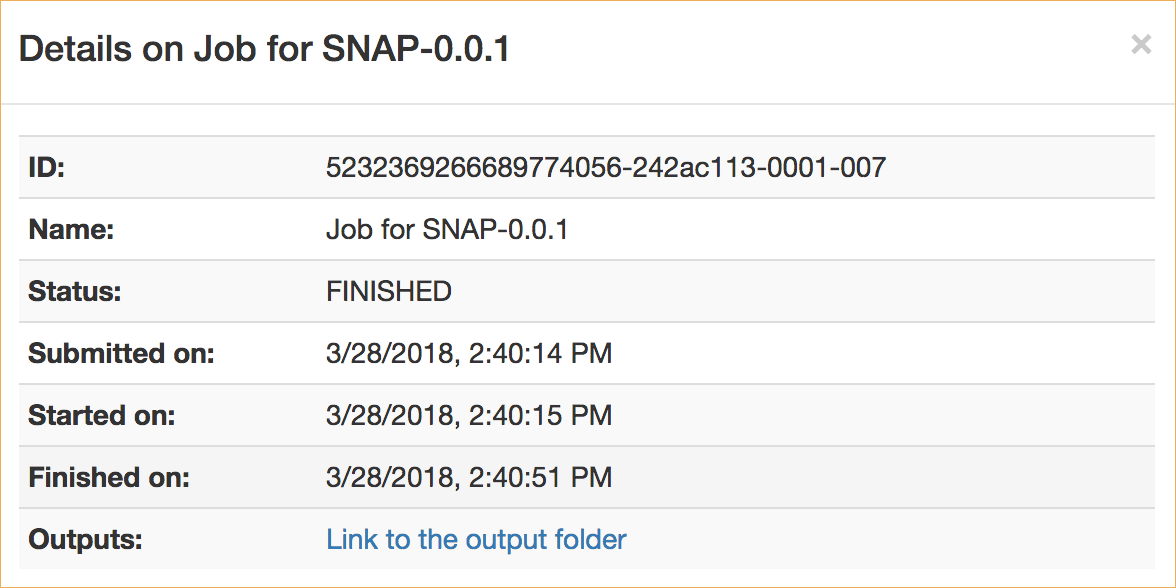 Details on Job for SNAP-0.0.1 ×
ID: 5232369266689774056-242ac113-0001-007
Name: Job for SNAP-0.0.1
Status: FINISHED
Submitted on: 3/28/2018, 2:40:14 PM
Started on: 3/28/2018, 2:40:15 PM
Finished on: 3/28/2018, 2:40:51 PM
Outputs: Link to the output folder